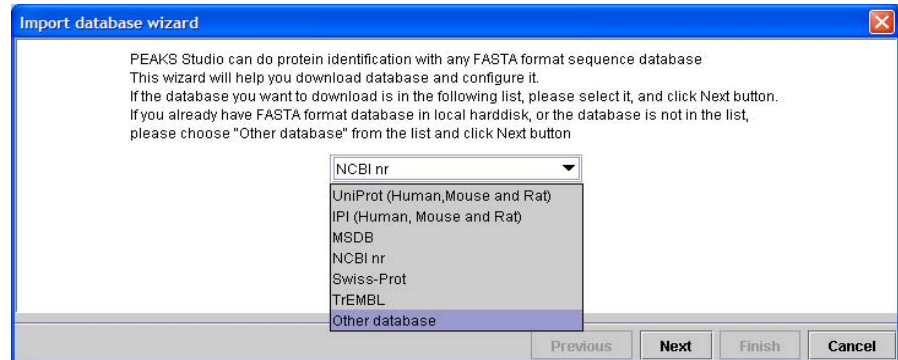 Import database wizard
PEAKS Studio can do protein identification with any FASTA format sequence database
This wizard will help you download database and configure it.
If the database you want to download is in the following list, please select it, and click Next button.
If you already have FASTA format database in local harddisk, or the database is not in the list,
please choose "Other database" from the list and click Next button
NCBI nr
UniProt (Human,Mouse and Rat)
IPI (Human, Mouse and Rat)
MSDB
NCBI nr
Swiss-Prot
TrEMBL
Other database
Previous Next Finish Cancel